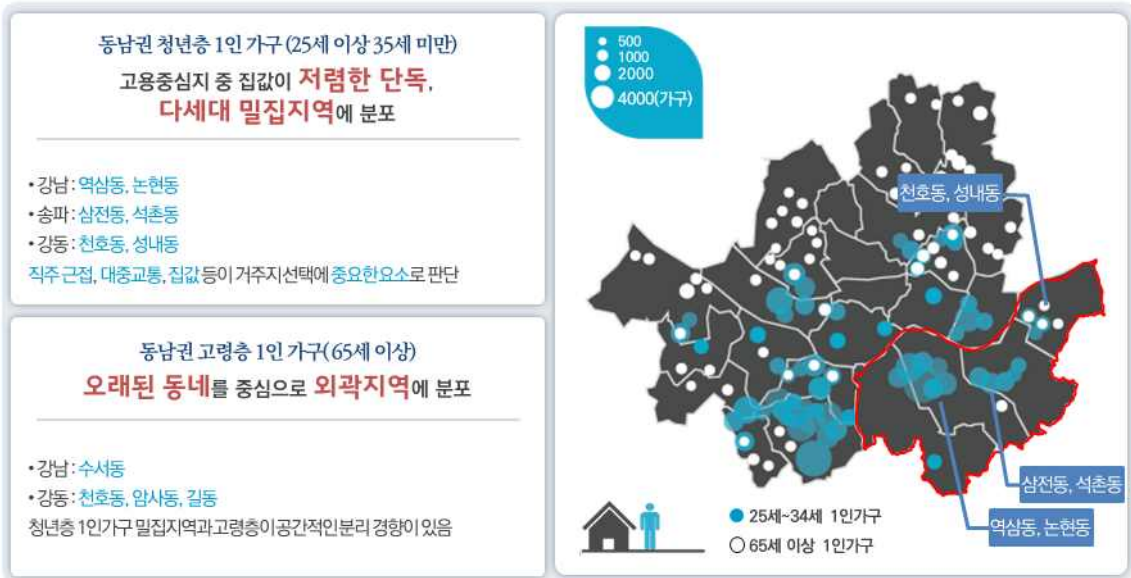 동남권 청년층 1인 가구 (25세 이상 35세 미만)
고용중심지 중 집값이 저렴한 단독,
다세대 밀집지역에 분포
• 강남 : 역삼동, 논현동
• 송파 : 삼전동, 석촌동
• 강동 : 천호동, 성내동
직주 근접, 대중교통, 집값 등이 거주지선택에 중요한요소로 판단
동남권 고령층 1인 가구(65세 이상)
오래된 동네를 중심으로 외곽지역에 분포
• 강남 : 수서동
• 강동 : 천호동, 암사동, 길동
청년층 1인가구 밀집지역과 고령층이 공간적인 분리 경향이 있음
500
1000
2000
4000(가구)
천호동, 성내동
삼전동, 석촌동
역삼동, 논현동
25세~34세 1인가구
65세 이상 1인가구